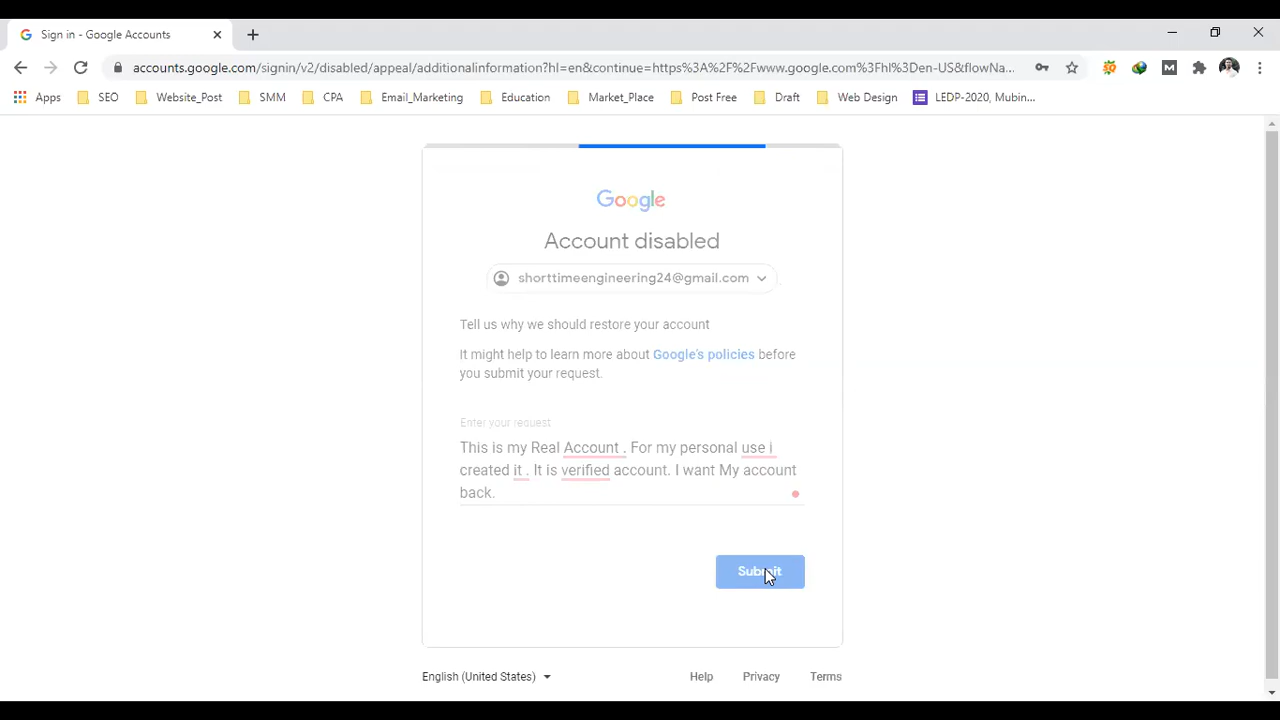 Sign in - Google Accounts
accounts.google.com/signin/v2/disabled/appeal/additionalinformation?hl=en&continue=https%3A%2F%2Fwww.google.com%3Fhl%3Den-US&flowNa...
Apps SEO Website_Post SMM CPA Email_Marketing Education Market_Place Post Free Draft Web Design LEDP-2020, Mubin...
Google
Account disabled
shorttimeengineering24@gmail.com
Tell us why we should restore your account
It might help to learn more about Google's policies before
you submit your request.
Enter your request
This is my Real Account . For my personal use i
created it . It is verified account. I want My account
back.
Submit
English (United States) Help Privacy Terms